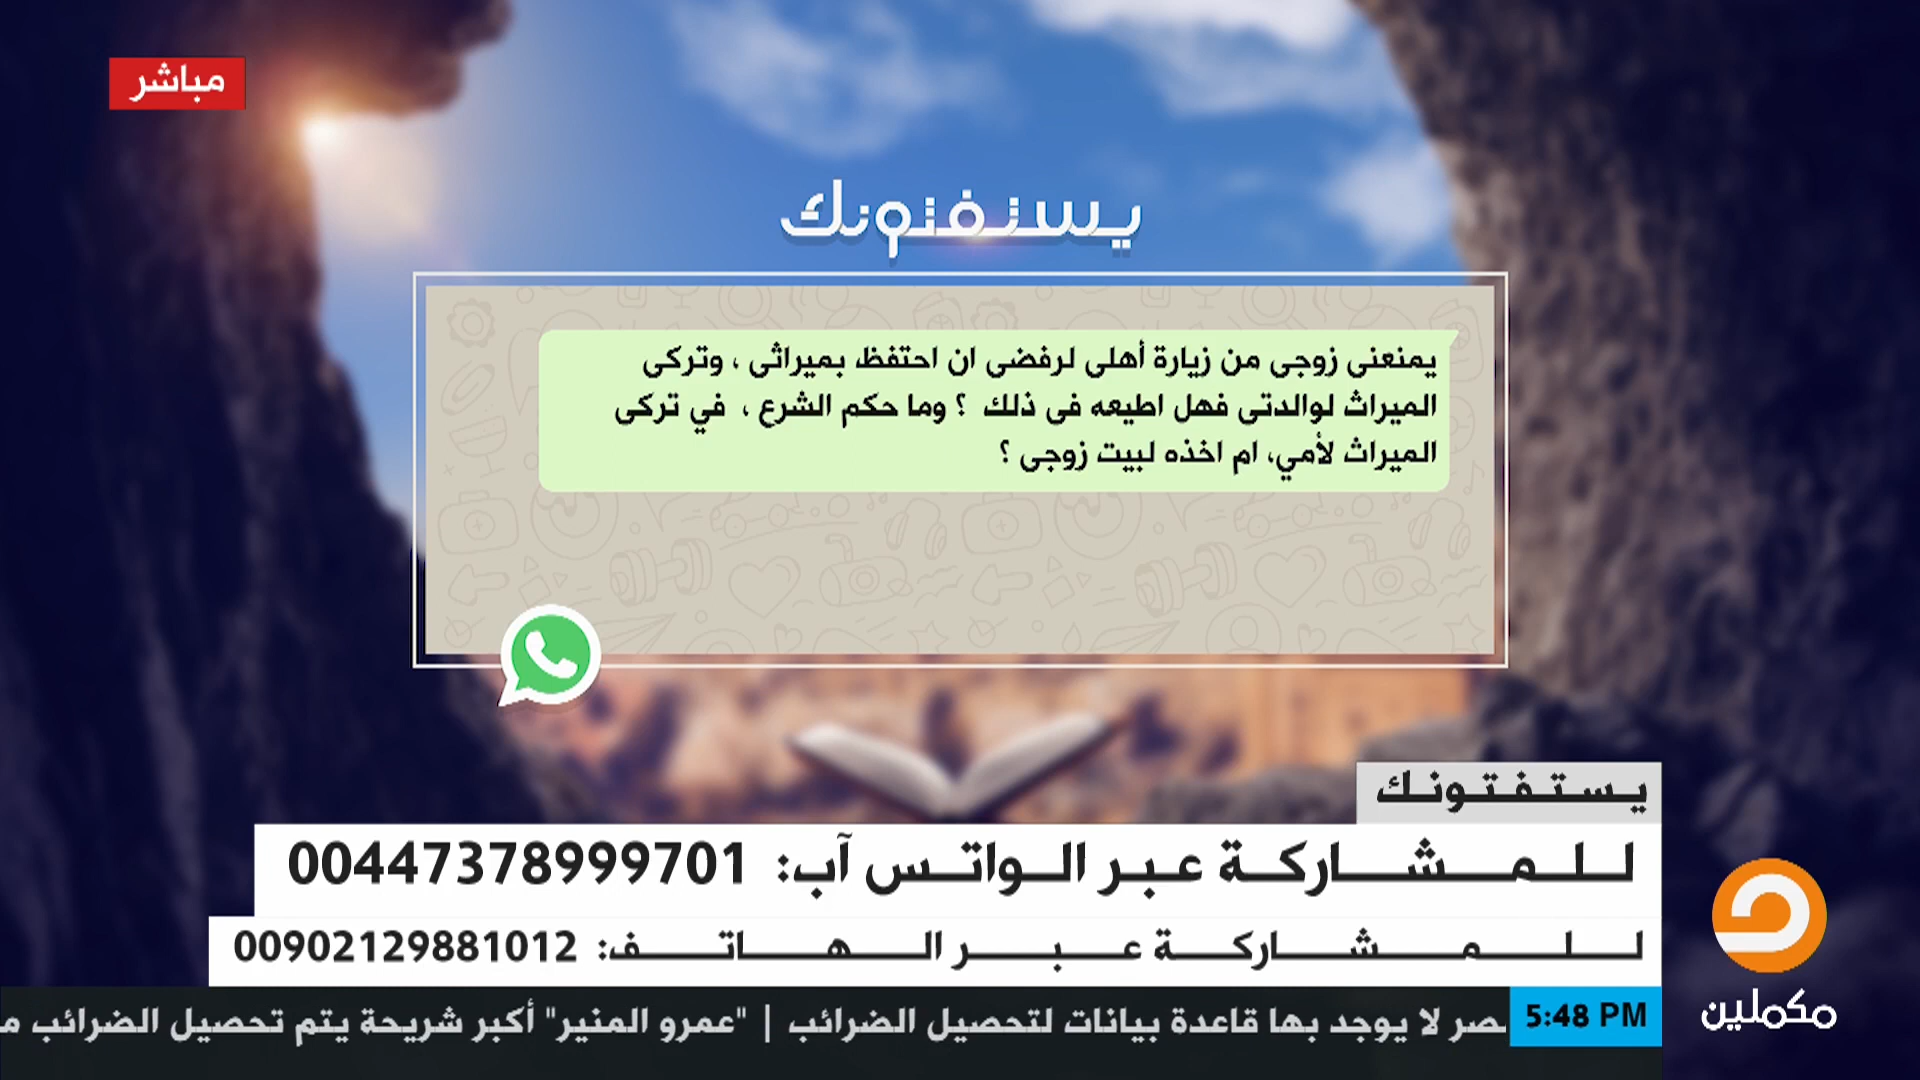 مباشر
يستفتونك
يمنعنى زوجى من زيارة أهلى لرفضى ان احتفظ بميراثى ، وتركى
الميراث لوالدتى فهل اطيعه فى ذلك ؟ وما حكم الشرع ، في تركى
الميراث لأمي، ام اخذه لبيت زوجى ؟
يستفتونك
للمشاركة عبر الواتس آب: 00447378999701
للمشاركة عبر الهاتف: 00902129881012
مكملين
5:48 PM
صر لا يوجد بها قاعدة بيانات لتحصيل الضرائب | "عمرو المنير" أكبر شريحة يتم تحصيل الضرائب م